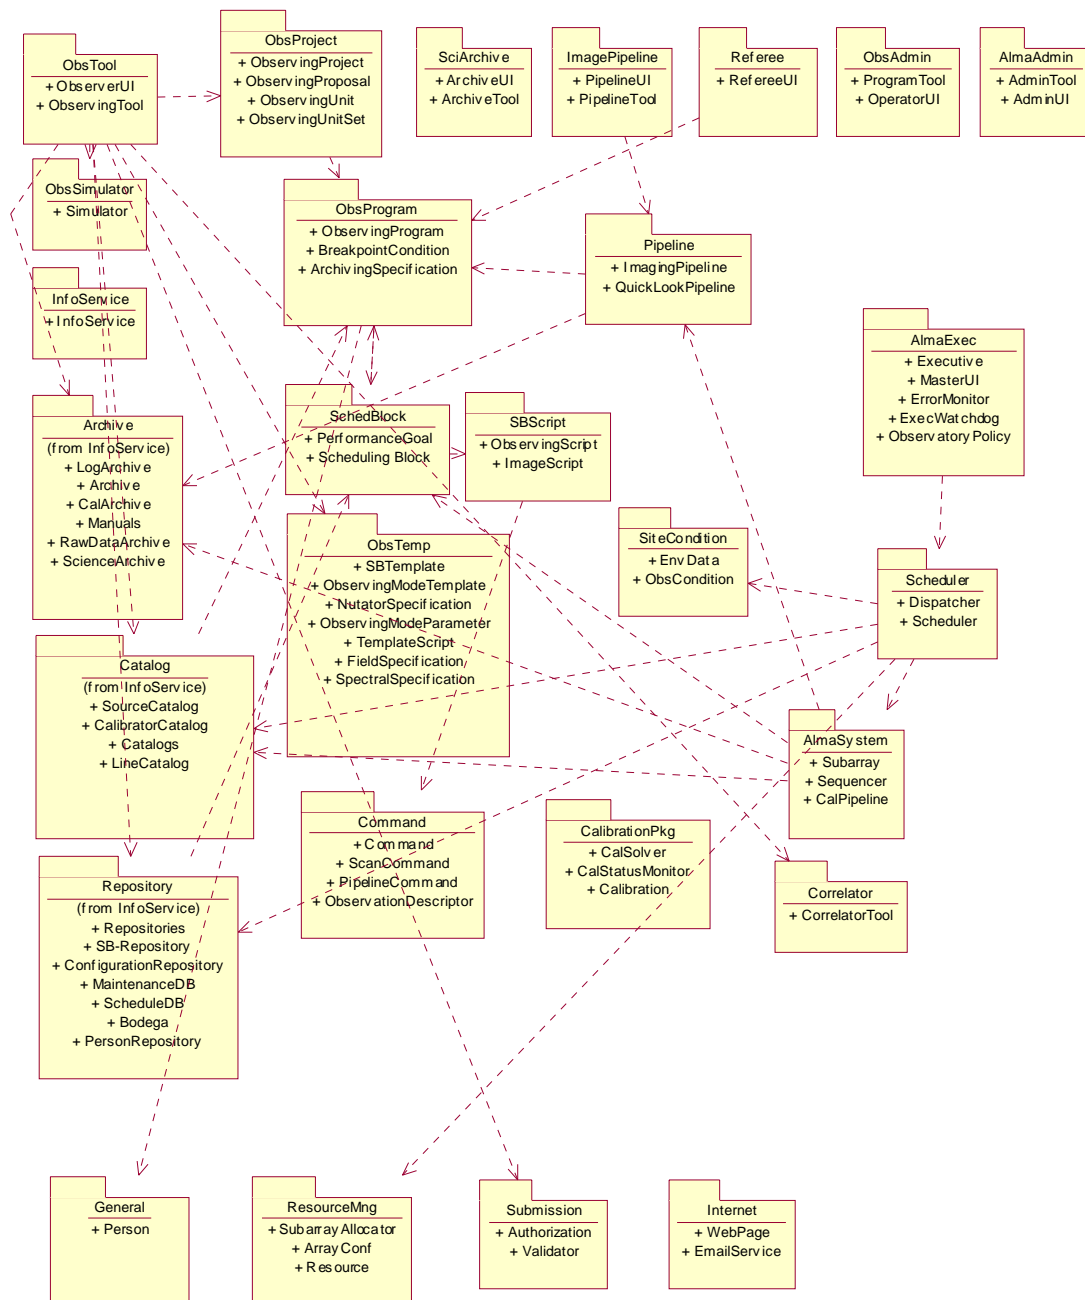 ObsTool
+ ObserverUI
+ ObservingTool
ObsProject
+ ObservingProject
+ ObservingProposal
+ ObservingUnit
+ ObservingUnitSet
SciArchive
+ ArchiveUI
+ ArchiveTool
ImagePipeline
+ PipelineUI
+ PipelineTool
Referee
+ RefereeUI
ObsAdmin
+ ProgramTool
+ OperatorUI
AlmaAdmin
+ AdminTool
+ AdminUI
ObsSimulator
+ Simulator
ObsProgram
+ ObservingProgram
+ BreakpointCondition
+ ArchivingSpecification
Pipeline
+ ImagingPipeline
+ QuickLookPipeline
InfoService
+ InfoService
AlmaExec
+ Executive
+ MasterUI
+ ErrorMonitor
+ ExecWatchdog
+ Observatory Policy
Archive
(from InfoService)
+ LogArchive
+ Archive
+ CalArchive
+ Manuals
+ RawDataArchive
+ ScienceArchive
SchedBlock
+ PerformanceGoal
+ Scheduling Block
SBScript
+ ObservingScript
+ ImageScript
ObsTemp
+ SBTemplate
+ ObservingModeTemplate
+ NutatorSpecification
+ ObservingModeParameter
+ TemplateScript
+ FieldSpecification
+ SpectralSpecification
SiteCondition
+ EnvData
+ ObsCondition
Scheduler
+ Dispatcher
+ Scheduler
Catalog
(from InfoService)
+ SourceCatalog
+ CalibratorCatalog
+ Catalogs
+ LineCatalog
AlmaSystem
+ Subarray
+ Sequencer
+ CalPipeline
Command
+ Command
+ ScanCommand
+ PipelineCommand
+ ObservationDescriptor
CalibrationPkg
+ CalSolver
+ CalStatusMonitor
+ Calibration
Correlator
+ CorrelatorTool
Repository
(from InfoService)
+ Repositories
+ SB-Repository
+ ConfigurationRepository
+ MaintenanceDB
+ ScheduleDB
+ Bodega
+ PersonRepository
General
+ Person
ResourceMng
+ SubarrayAllocator
+ ArrayConf
+ Resource
Submission
+ Authorization
+ Validator
Internet
+ WebPage
+ EmailService